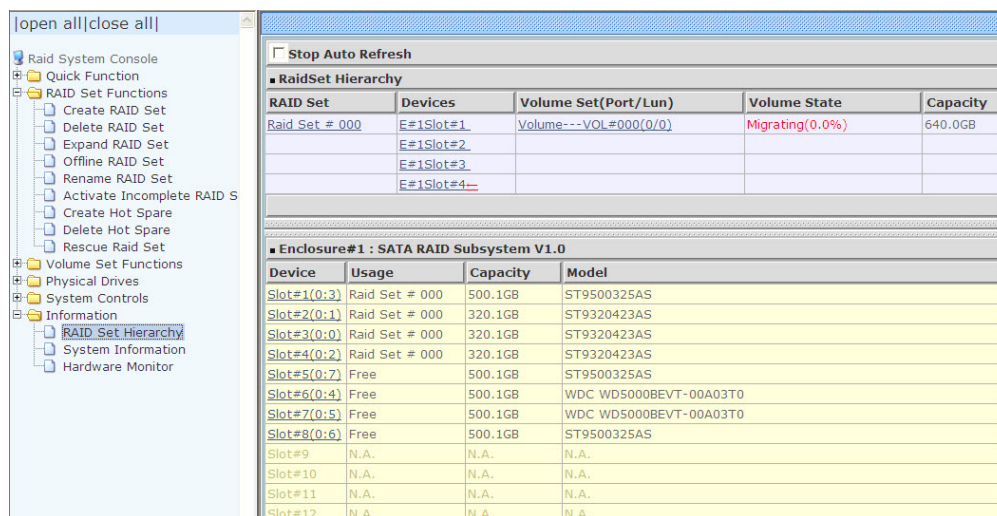 |open all|close all|
Raid System Console
Quick Function
RAID Set Functions
Create RAID Set
Delete RAID Set
Expand RAID Set
Offline RAID Set
Rename RAID Set
Activate Incomplete RAID S
Create Hot Spare
Delete Hot Spare
Rescue Raid Set
Volume Set Functions
Physical Drives
System Controls
Information
RAID Set Hierarchy
System Information
Hardware Monitor
Stop Auto Refresh
RaidSet Hierarchy
RAID Set Devices Volume Set(Port/Lun) Volume State Capacity
Raid Set # 000 E#1Slot#1 Volume---VOL#000(0/0) Migrating(0.0%) 640.0GB
E#1Slot#2
E#1Slot#3
E#1Slot#4←
Enclosure#1 : SATA RAID Subsystem V1.0
Device Usage Capacity Model
Slot#1(0:3) Raid Set # 000 500.1GB ST9500325AS
Slot#2(0:1) Raid Set # 000 320.1GB ST9320423AS
Slot#3(0:0) Raid Set # 000 320.1GB ST9320423AS
Slot#4(0:2) Raid Set # 000 320.1GB ST9320423AS
Slot#5(0:7) Free 500.1GB ST9500325AS
Slot#6(0:4) Free 500.1GB WDC WD5000BEVT-00A03T0
Slot#7(0:5) Free 500.1GB WDC WD5000BEVT-00A03T0
Slot#8(0:6) Free 500.1GB ST9500325AS
Slot#9 N.A. N.A. N.A.
Slot#10 N.A. N.A. N.A.
Slot#11 N.A. N.A. N.A.
Slot#12 N.A. N.A. N.A.